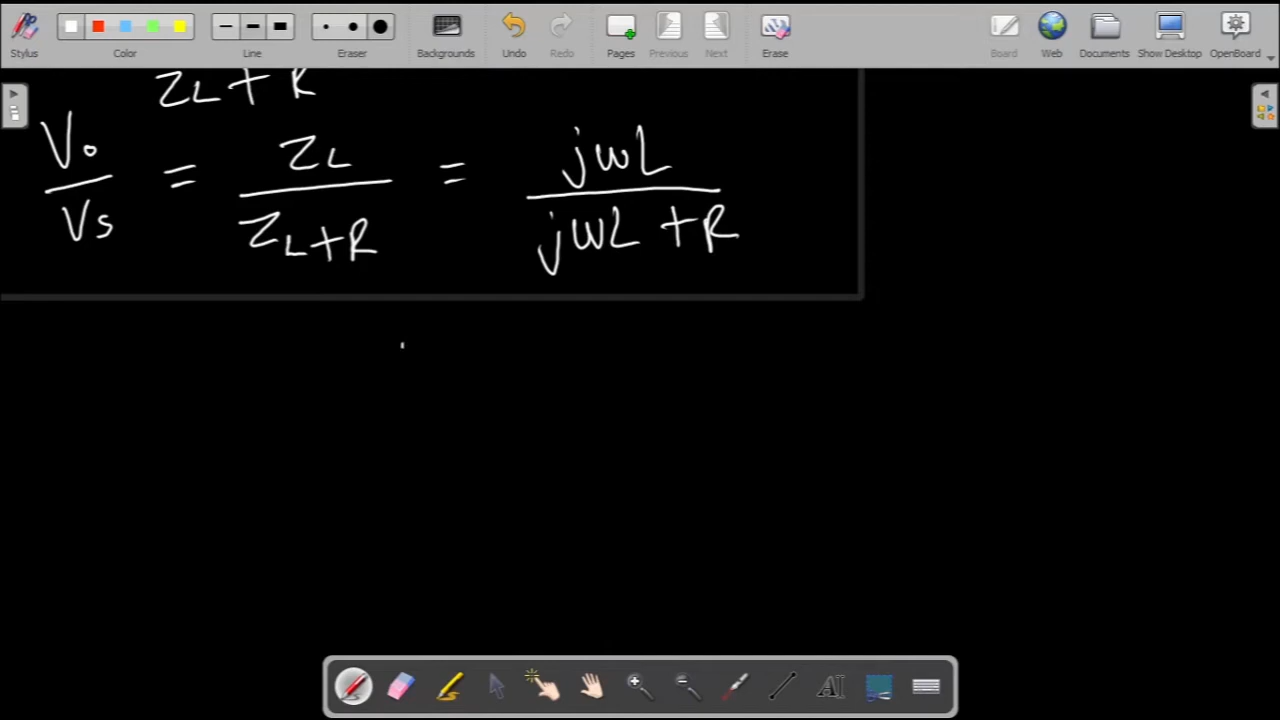 Stylus Color Line Eraser Backgrounds Undo Redo Pages Previous Next Erase Board Web Documents Show Desktop OpenBoard
ZL + R
Vo/Vs = ZL/(ZL+R) = jwL/(jwL + R)